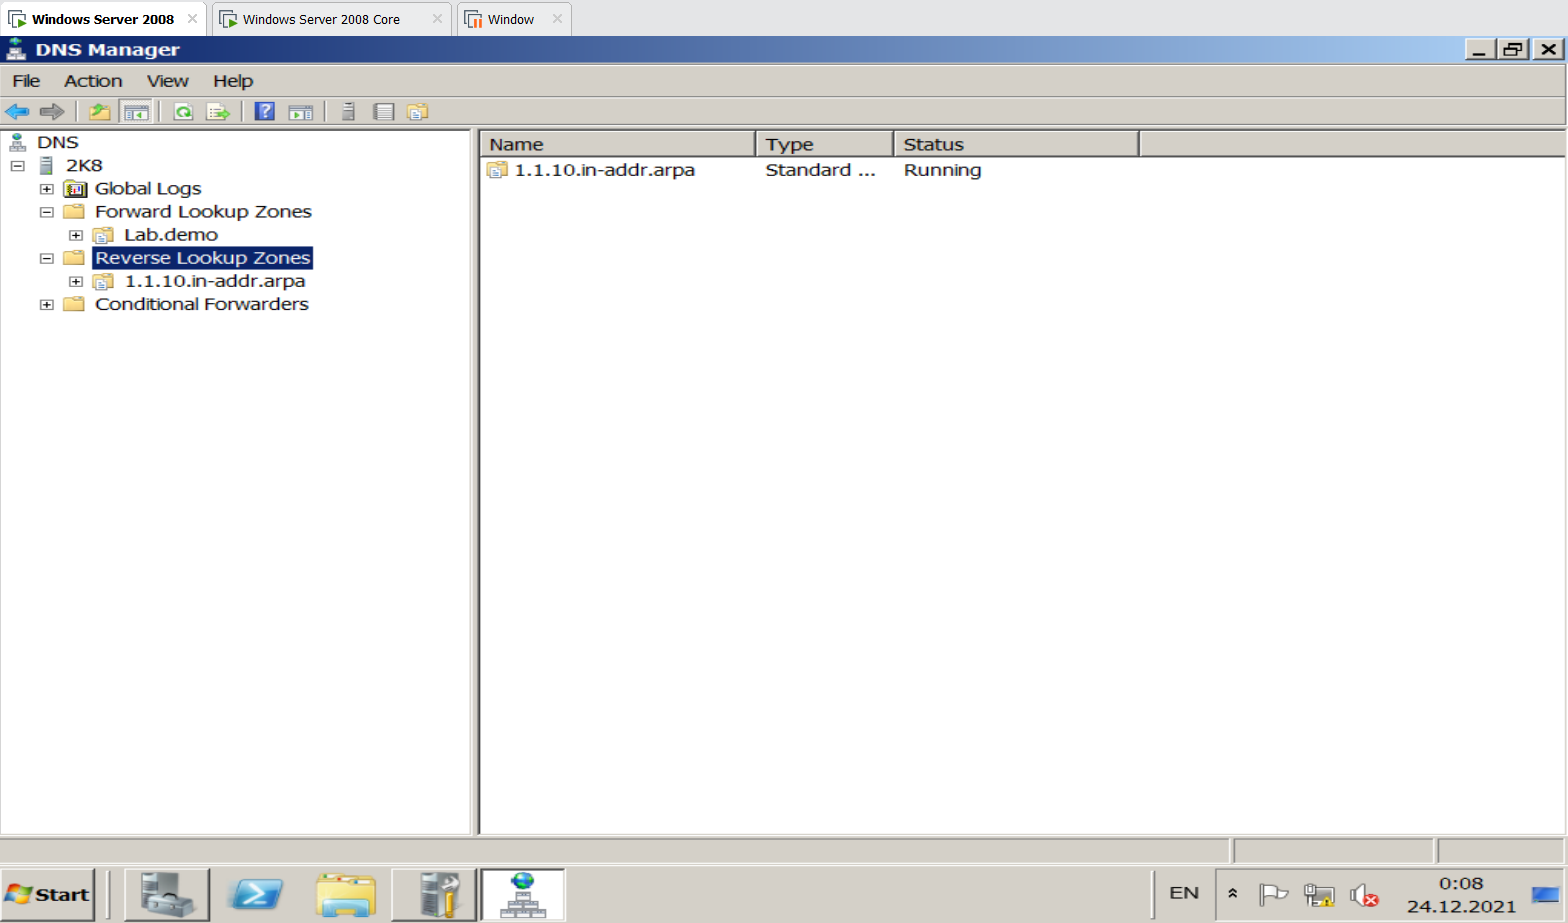 Windows Server 2008
Windows Server 2008 Core
Window
DNS Manager
File Action View Help
DNS
2K8
Global Logs
Forward Lookup Zones
Lab.demo
Reverse Lookup Zones
1.1.10.in-addr.arpa
Conditional Forwarders
Name Type Status
1.1.10.in-addr.arpa Standard ... Running
Start
EN
0:08
24.12.2021